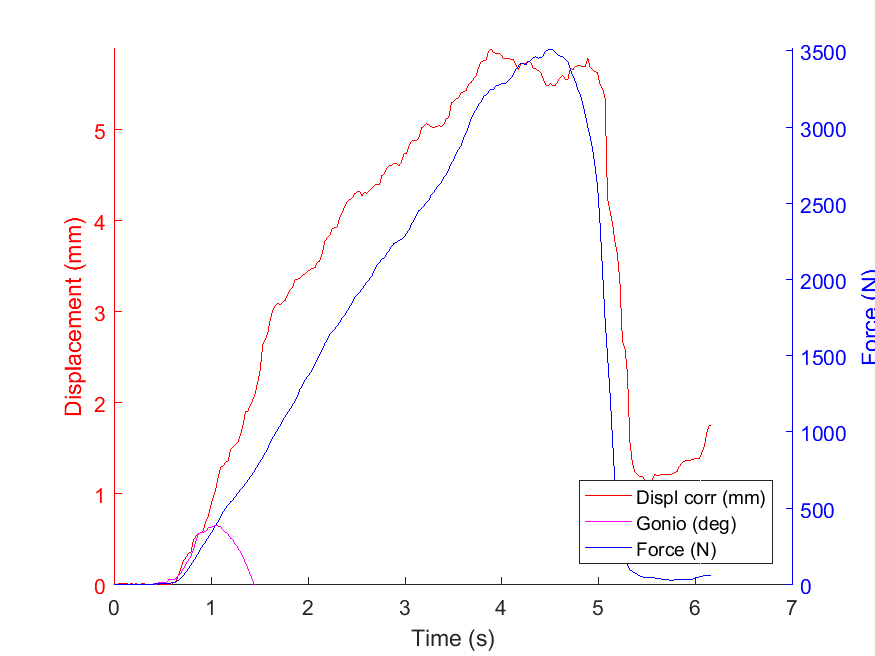 Displacement (mm)
5
4
3
2
1
0
3500
3000
2500
2000
1500
1000
500
0
Force (N)
Displ corr (mm)
Gonio (deg)
Force (N)
0 1 2 3 4 5 6 7
Time (s)